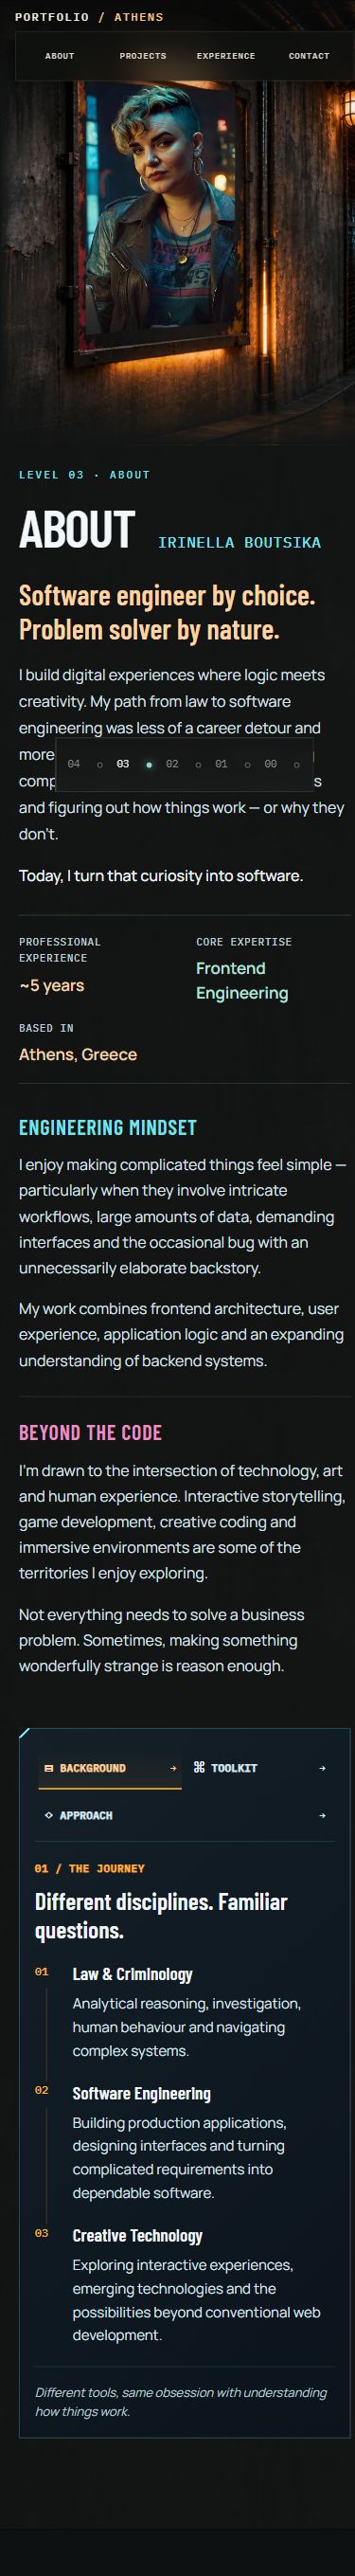 PORTFOLIO / ATHENS
ABOUT PROJECTS EXPERIENCE CONTACT
LEVEL 03 · ABOUT
ABOUT IRINELLA BOUTSIKA
Software engineer by choice.
Problem solver by nature.
I build digital experiences where logic meets
creativity. My path from law to software
engineering was less of a career detour and
more
04 03 02 01 00
comp s
and figuring out how things work — or why they
don't.
Today, I turn that curiosity into software.
PROFESSIONAL
EXPERIENCE
~5 years
CORE EXPERTISE
Frontend
Engineering
BASED IN
Athens, Greece
ENGINEERING MINDSET
I enjoy making complicated things feel simple —
particularly when they involve intricate
workflows, large amounts of data, demanding
interfaces and the occasional bug with an
unnecessarily elaborate backstory.
My work combines frontend architecture, user
experience, application logic and an expanding
understanding of backend systems.
BEYOND THE CODE
I'm drawn to the intersection of technology, art
and human experience. Interactive storytelling,
game development, creative coding and
immersive environments are some of the
territories I enjoy exploring.
Not everything needs to solve a business
problem. Sometimes, making something
wonderfully strange is reason enough.
BACKGROUND → ⌘ TOOLKIT →
APPROACH →
01 / THE JOURNEY
Different disciplines. Familiar
questions.
01 Law & Criminology
Analytical reasoning, investigation,
human behaviour and navigating
complex systems.
02 Software Engineering
Building production applications,
designing interfaces and turning
complicated requirements into
dependable software.
03 Creative Technology
Exploring interactive experiences,
emerging technologies and the
possibilities beyond conventional web
development.
Different tools, same obsession with understanding
how things work.